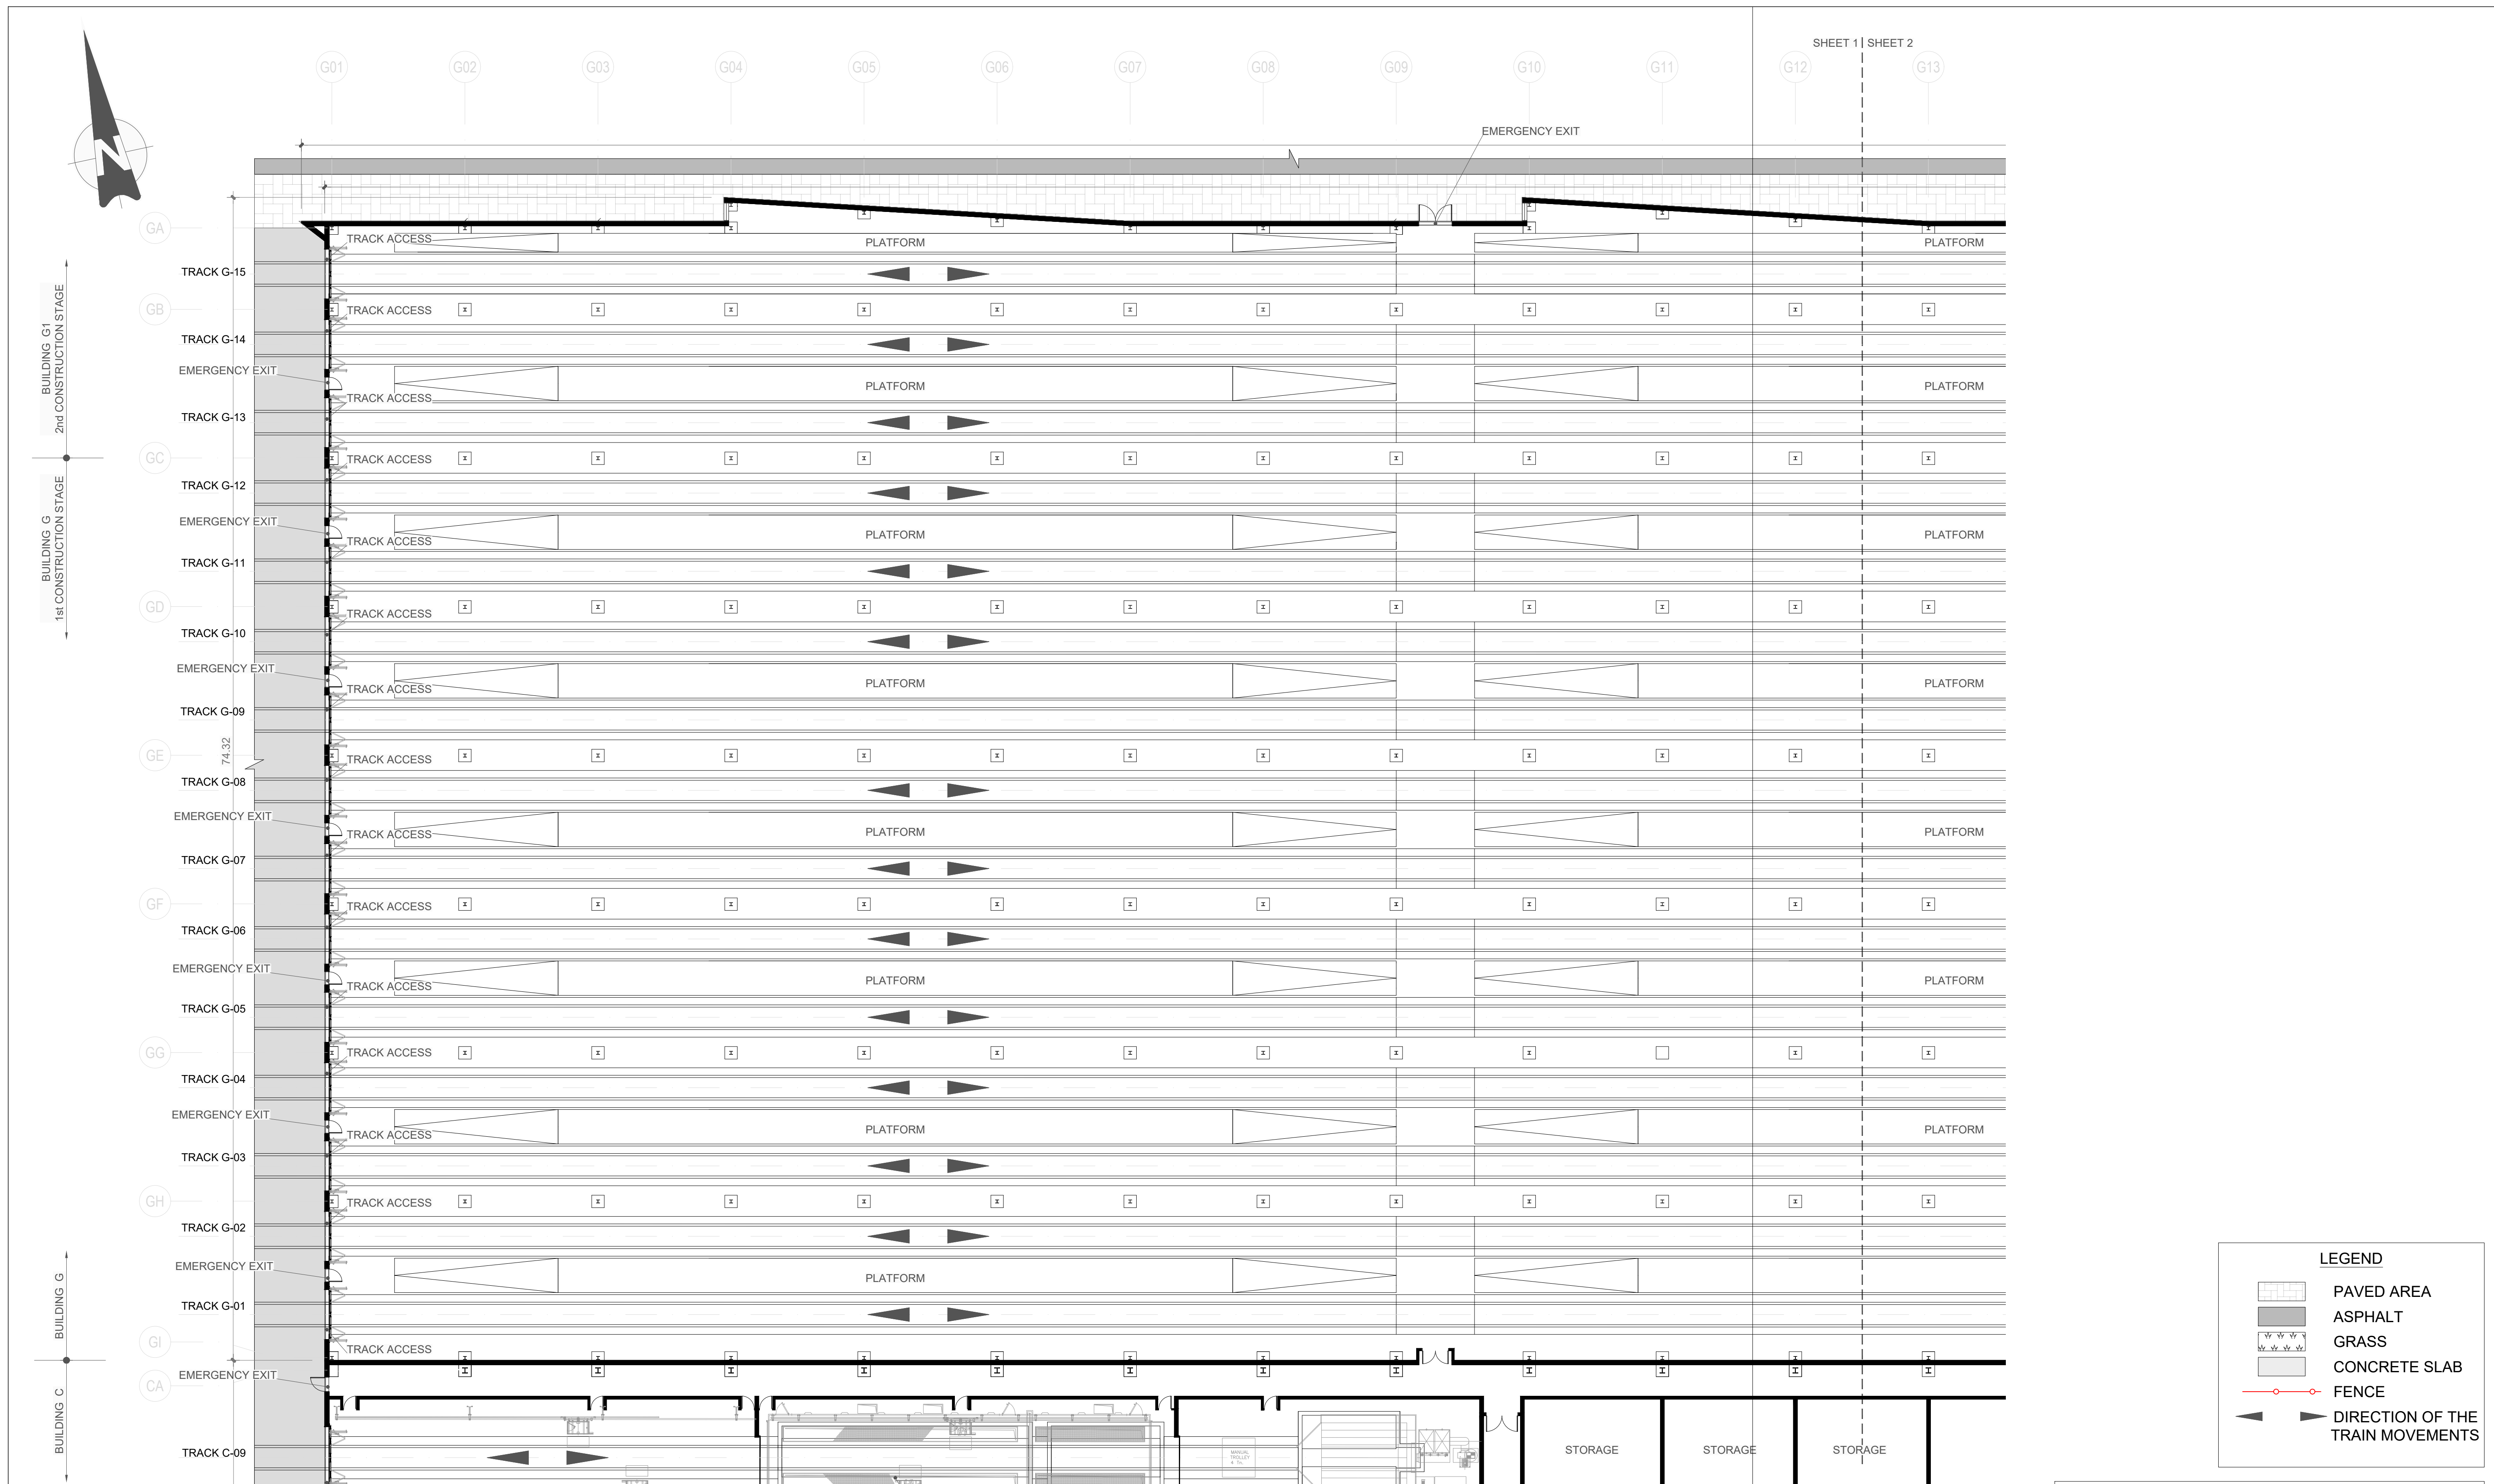 SHEET 1 SHEET 2
G01 G02 G03 G04 G05 G06 G07 G08 G09 G10 G11 G12 G13
EMERGENCY EXIT
GA
TRACK ACCESS
PLATFORM
PLATFORM
TRACK G-15
GB
TRACK ACCESS
TRACK G-14
EMERGENCY EXIT
PLATFORM
PLATFORM
TRACK ACCESS
TRACK G-13
BUILDING G1
2nd CONSTRUCTION STAGE
GC
TRACK ACCESS
TRACK G-12
EMERGENCY EXIT
PLATFORM
PLATFORM
TRACK ACCESS
BUILDING G
1st CONSTRUCTION STAGE
TRACK G-11
GD
TRACK ACCESS
TRACK G-10
EMERGENCY EXIT
PLATFORM
PLATFORM
TRACK ACCESS
TRACK G-09
74.32
GE
TRACK ACCESS
TRACK G-08
EMERGENCY EXIT
PLATFORM
PLATFORM
TRACK ACCESS
TRACK G-07
GF
TRACK ACCESS
TRACK G-06
EMERGENCY EXIT
PLATFORM
PLATFORM
TRACK ACCESS
TRACK G-05
GG
TRACK ACCESS
TRACK G-04
EMERGENCY EXIT
PLATFORM
PLATFORM
TRACK ACCESS
TRACK G-03
GH
TRACK ACCESS
TRACK G-02
EMERGENCY EXIT
PLATFORM
BUILDING G
TRACK G-01
GI
TRACK ACCESS
EMERGENCY EXIT
CA
BUILDING C
TRACK C-09
MANUAL
TROLLEY
4 Tn.
STORAGE
STORAGE
STORAGE
LEGEND
PAVED AREA
ASPHALT
GRASS
CONCRETE SLAB
FENCE
DIRECTION OF THE
TRAIN MOVEMENTS
N